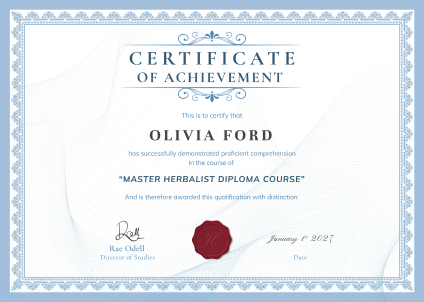 CERTIFICATE
OF ACHIEVEMENT
This is to certify that
OLIVIA FORD
has successfully demonstrated proficient comprehension
In the course of
“MASTER HERBALIST DIPLOMA COURSE”
And is therefore awarded this qualification with distinction
Rae Odell
Director of Studies
January 1st 2027
Date